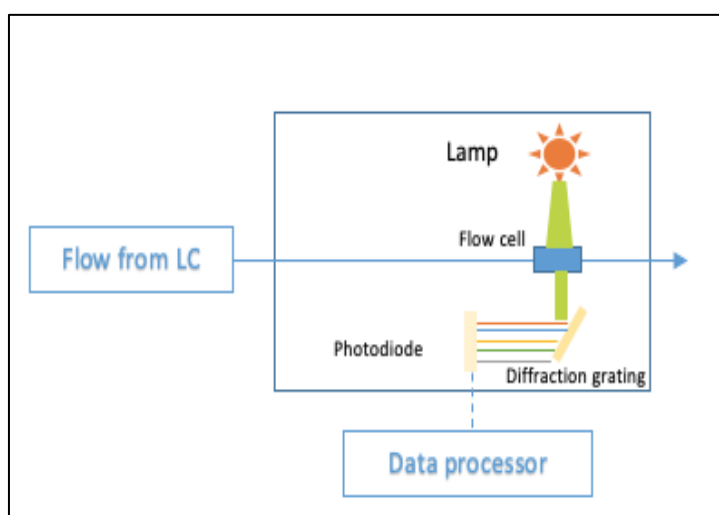 Lamp
Flow cell
Flow from LC
Photodiode
Diffraction grating
Data processor